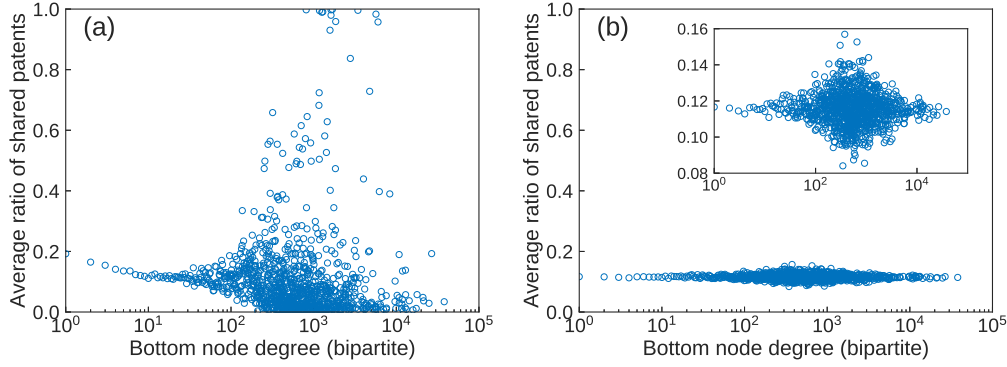 (a)
Average ratio of shared patents
1.0
0.8
0.6
0.4
0.2
0.0
10^0 10^1 10^2 10^3 10^4 10^5
Bottom node degree (bipartite)
(b)
Average ratio of shared patents
1.0
0.8
0.6
0.4
0.2
0.0
10^0 10^1 10^2 10^3 10^4 10^5
Bottom node degree (bipartite)
0.16
0.14
0.12
0.10
0.08
10^0 10^2 10^4